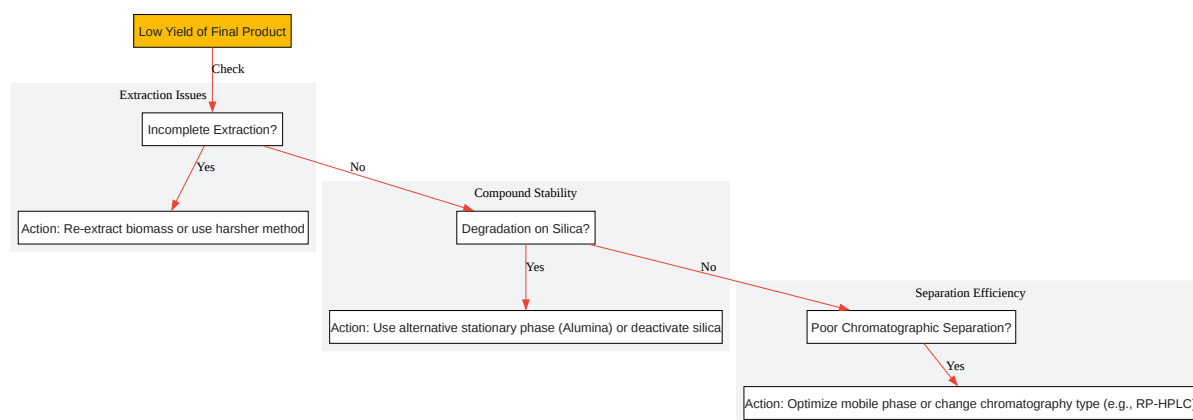 Low Yield of Final Product
Check
Extraction Issues
Incomplete Extraction?
Yes
No
Action: Re-extract biomass or use harsher method
Compound Stability
Degradation on Silica?
Yes
No
Action: Use alternative stationary phase (Alumina) or deactivate silica
Separation Efficiency
Poor Chromatographic Separation?
Yes
Action: Optimize mobile phase or change chromatography type (e.g., RP-HPLC)